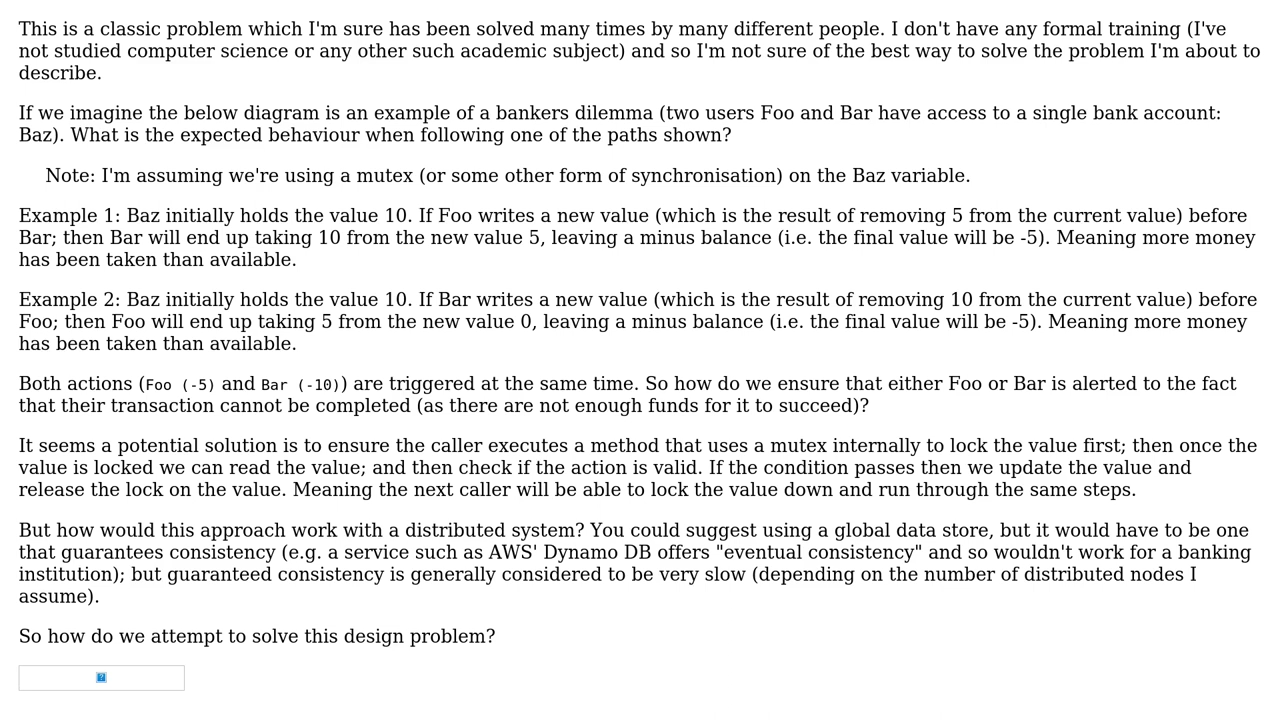 This is a classic problem which I'm sure has been solved many times by many different people. I don't have any formal training (I've
not studied computer science or any other such academic subject) and so I'm not sure of the best way to solve the problem I'm about to
describe.
If we imagine the below diagram is an example of a bankers dilemma (two users Foo and Bar have access to a single bank account:
Baz). What is the expected behaviour when following one of the paths shown?
Note: I'm assuming we're using a mutex (or some other form of synchronisation) on the Baz variable.
Example 1: Baz initially holds the value 10. If Foo writes a new value (which is the result of removing 5 from the current value) before
Bar; then Bar will end up taking 10 from the new value 5, leaving a minus balance (i.e. the final value will be -5). Meaning more money
has been taken than available.
Example 2: Baz initially holds the value 10. If Bar writes a new value (which is the result of removing 10 from the current value) before
Foo; then Foo will end up taking 5 from the new value 0, leaving a minus balance (i.e. the final value will be -5). Meaning more money
has been taken than available.
Both actions (Foo (-5) and Bar (-10)) are triggered at the same time. So how do we ensure that either Foo or Bar is alerted to the fact
that their transaction cannot be completed (as there are not enough funds for it to succeed)?
It seems a potential solution is to ensure the caller executes a method that uses a mutex internally to lock the value first; then once the
value is locked we can read the value; and then check if the action is valid. If the condition passes then we update the value and
release the lock on the value. Meaning the next caller will be able to lock the value down and run through the same steps.
But how would this approach work with a distributed system? You could suggest using a global data store, but it would have to be one
that guarantees consistency (e.g. a service such as AWS' Dynamo DB offers "eventual consistency" and so wouldn't work for a banking
institution); but guaranteed consistency is generally considered to be very slow (depending on the number of distributed nodes I
assume).
So how do we attempt to solve this design problem?